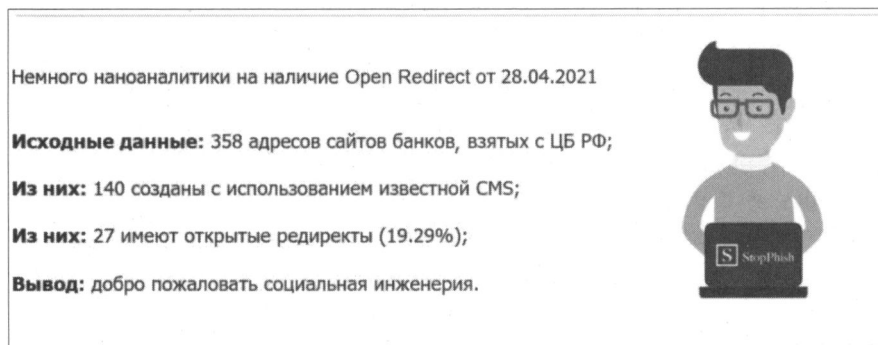 Немного наноаналитики на наличие Open Redirect от 28.04.2021
Исходные данные: 358 адресов сайтов банков, взятых с ЦБ РФ;
Из них: 140 созданы с использованием известной CMS;
Из них: 27 имеют открытые редиректы (19.29%);
Вывод: добро пожаловать социальная инженерия.
S StopPhish